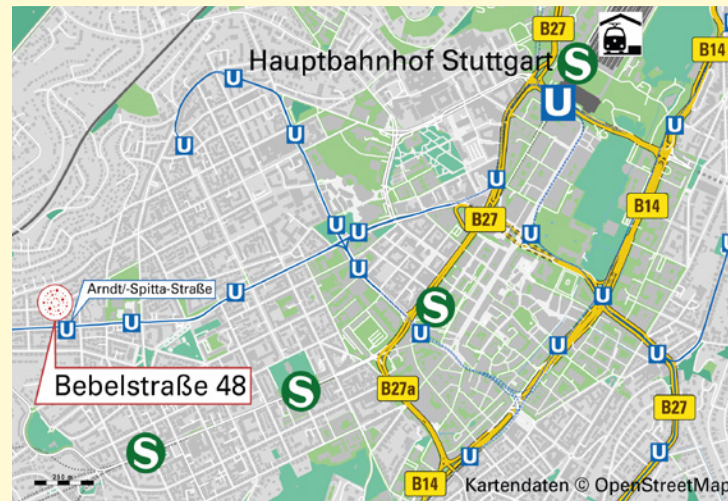 B27
B14
Hauptbahnhof Stuttgart S
U
U
U
U
U
U
B14
U
B27
U
U
U
Arndt/-Spitta-Straße
U
U
S
U
U
U
U
U
Bebelstraße 48
S
B27a
B27
S
U
U
B14
Kartendaten © OpenStreetMap